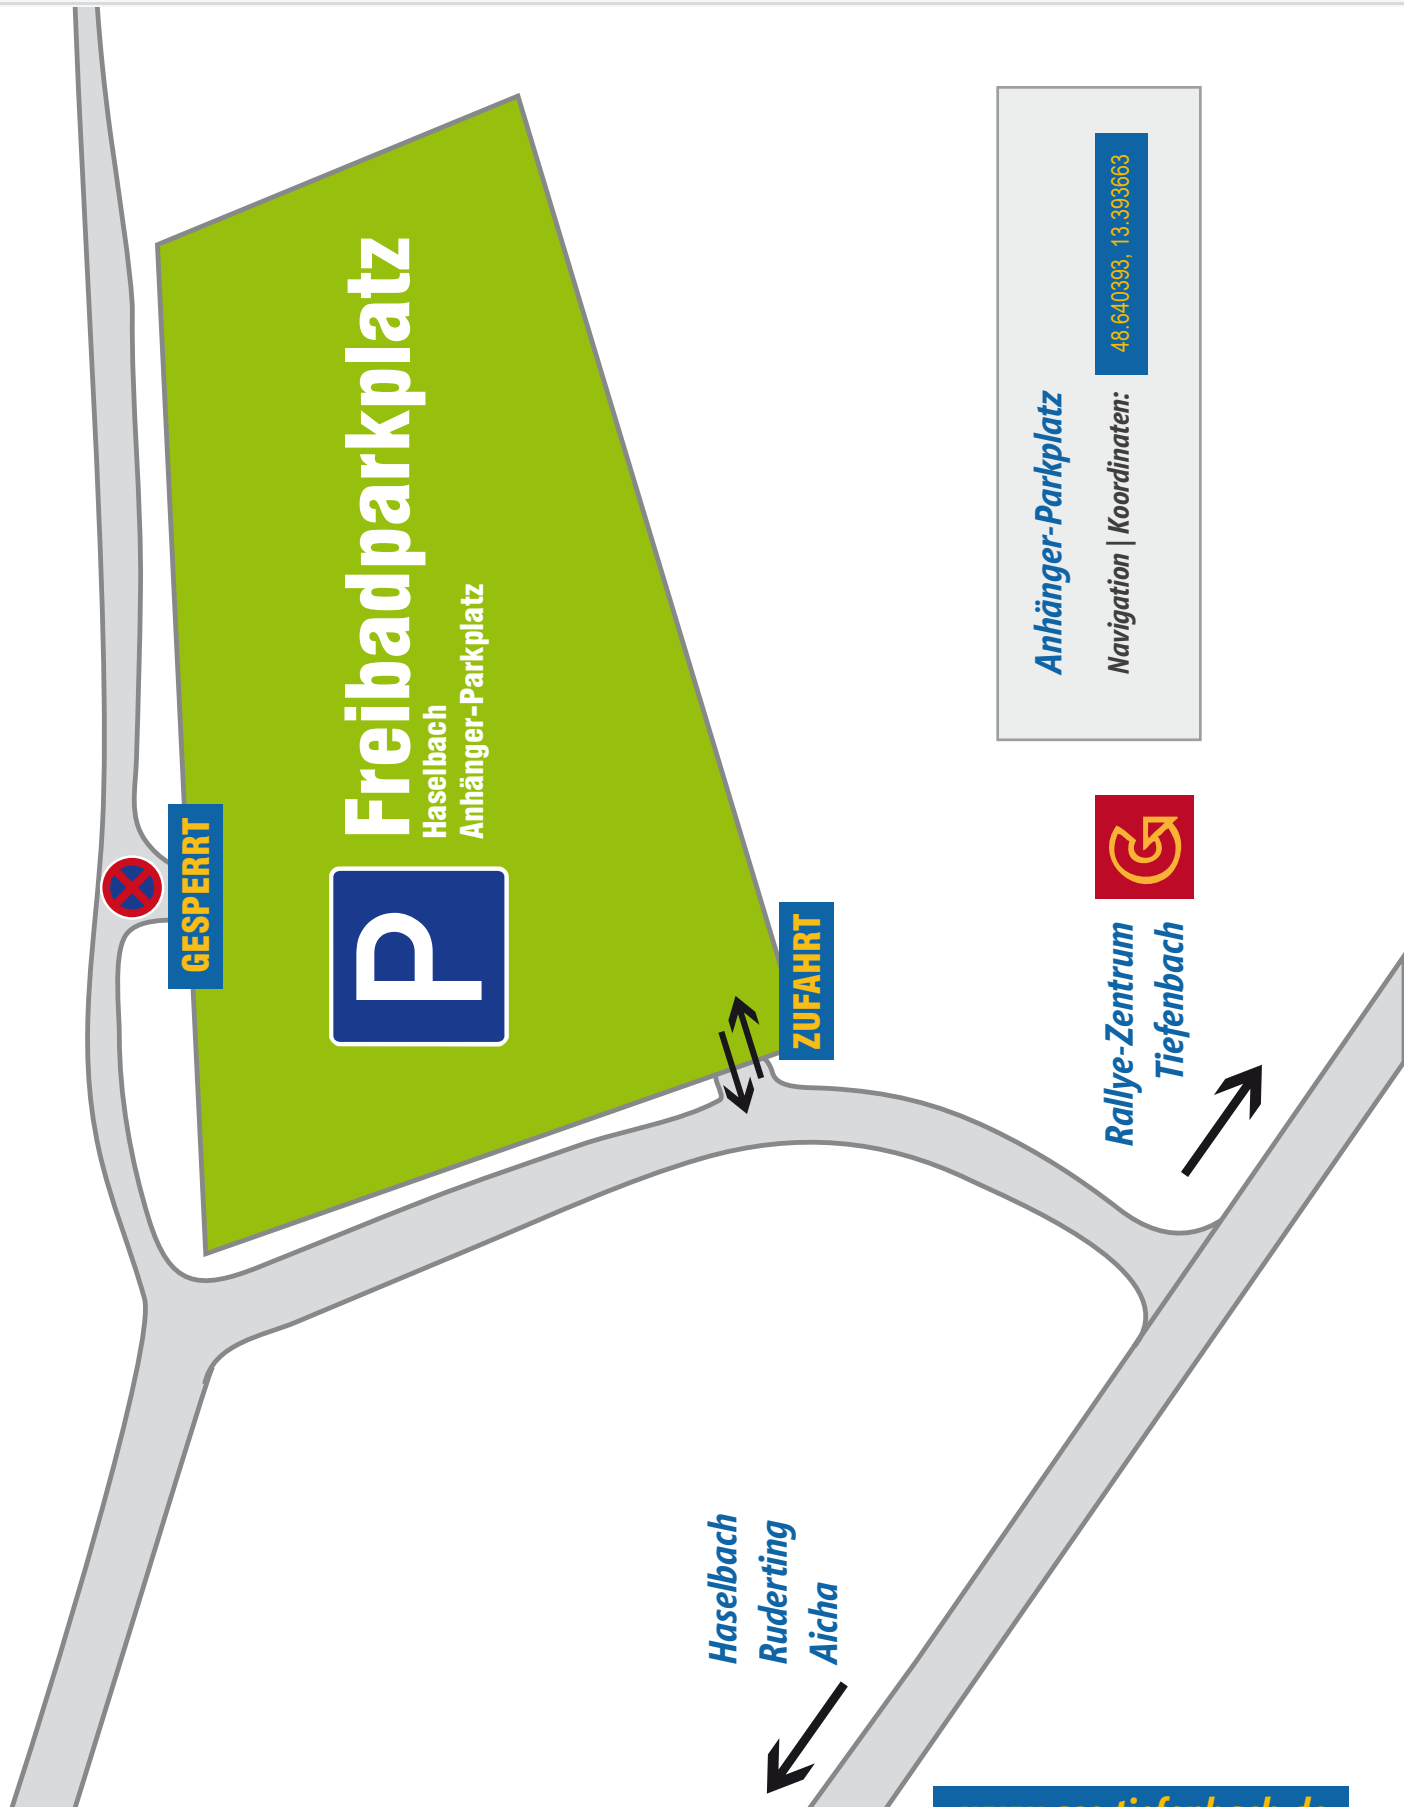 GESPERRT
P
Freibadparkplatz
Haselbach
Anhänger-Parkplatz
ZUFAHRT
Haselbach
Ruderting
Aicha
Rallye-Zentrum
Tiefenbach
Anhänger-Parkplatz
Navigation | Koordinaten: 48.640393, 13.393663